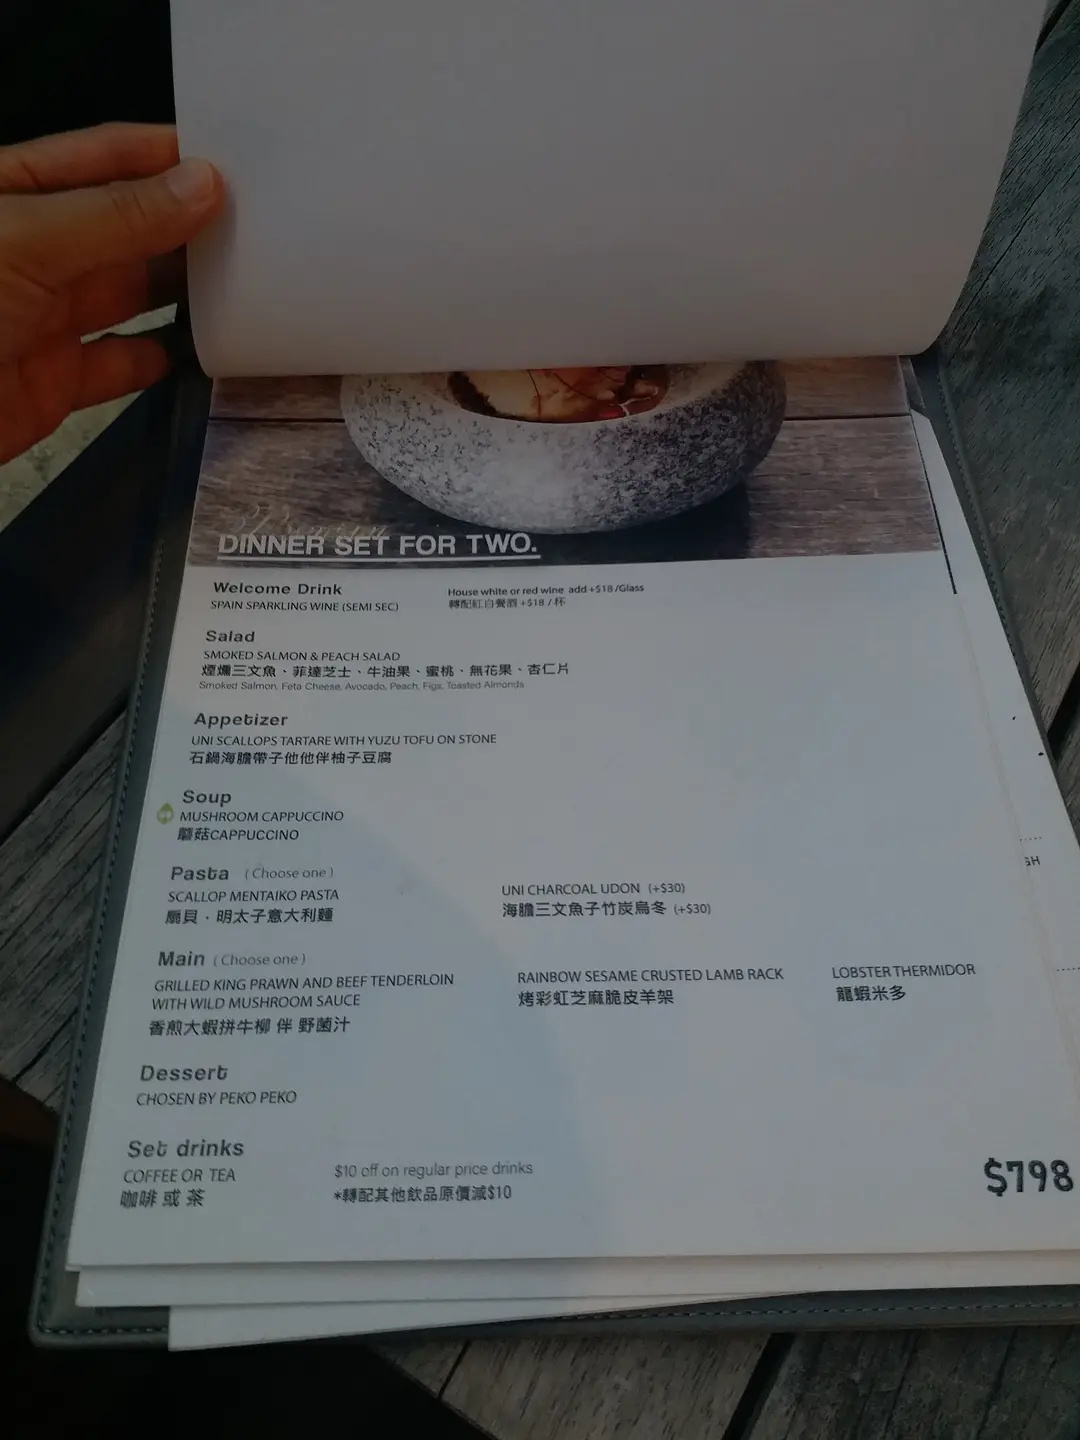 DINNER SET FOR TWO.
Welcome Drink
SPAIN SPARKLING WINE (SEMI SEC)
House white or red wine add +$18/Glass
轉配紅白餐酒 +$18 / 杯
Salad
SMOKED SALMON & PEACH SALAD
煙燻三文魚、菲達芝士、牛油果、蜜桃、無花果、杏仁片
Smoked Salmon, Feta Cheese, Avocado, Peach, Figs, Toasted Almonds
Appetizer
UNI SCALLOPS TARTARE WITH YUZU TOFU ON STONE
石鍋海膽帶子他他伴柚子豆腐
Soup
MUSHROOM CAPPUCCINO
蘑菇CAPPUCCINO
Pasta (Choose one)
SCALLOP MENTAIKO PASTA
扇貝．明太子意大利麵
UNI CHARCOAL UDON (+$30)
海膽三文魚子竹炭烏冬 (+$30)
Main (Choose one)
GRILLED KING PRAWN AND BEEF TENDERLOIN
WITH WILD MUSHROOM SAUCE
香煎大蝦拼牛柳 伴 野菌汁
RAINBOW SESAME CRUSTED LAMB RACK
烤彩虹芝麻脆皮羊架
LOBSTER THERMIDOR
龍蝦米多
Dessert
CHOSEN BY PEKO PEKO
Set drinks
COFFEE OR TEA
咖啡 或 茶
$10 off on regular price drinks
*轉配其他飲品原價減$10
$798